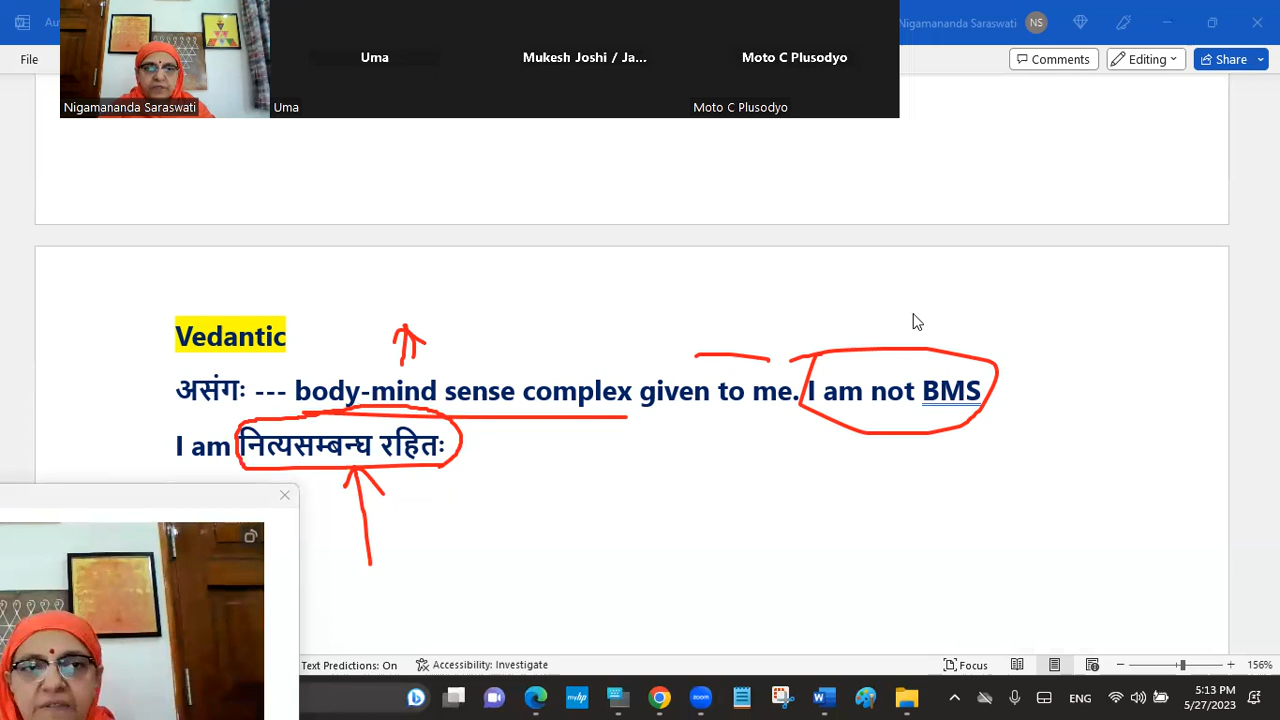 Nigamananda Saraswati NS
Uma
Mukesh Joshi / Ja...
Moto C Plusodyo
Nigamananda Saraswati
Uma
Moto C Plusodyo
File
Comments
Editing
Share
Vedantic
असंगः --- body-mind sense complex given to me. I am not BMS
I am नित्यसम्बन्ध रहितः
Text Predictions: On
Accessibility: Investigate
Focus
156%
ENG
5:13 PM
5/27/2023